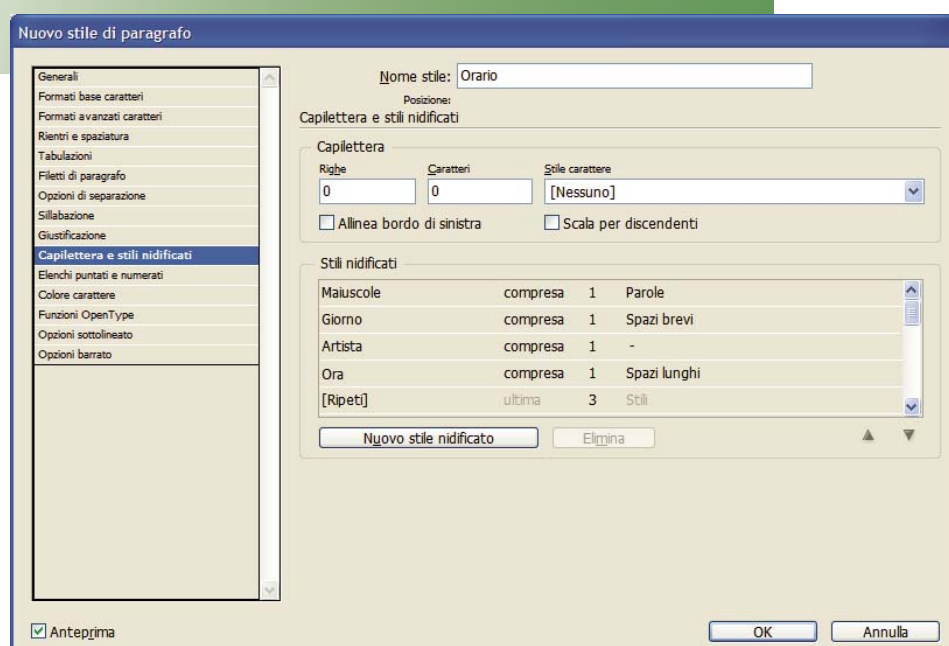 Nuovo stile di paragrafo
Generali
Formati base caratteri
Formati avanzati caratteri
Rientri e spaziatura
Tabulazioni
Filetti di paragrafo
Opzioni di separazione
Sillabazione
Giustificazione
Capilettera e stili nidificati
Elenchi puntati e numerati
Colore carattere
Funzioni OpenType
Opzioni sottolineato
Opzioni barrato
Nome stile: Orario
Posizione:
Capilettera e stili nidificati
Capilettera
Righe Caratteri Stile carattere
0 0 [Nessuno]
Allinea bordo di sinistra Scala per discendenti
Stili nidificati
Maiuscole compresa 1 Parole
Giorno compresa 1 Spazi brevi
Artista compresa 1 -
Ora compresa 1 Spazi lunghi
[Ripeti] ultima 3 Stili
Nuovo stile nidificato Elimina
Anteprima OK Annulla